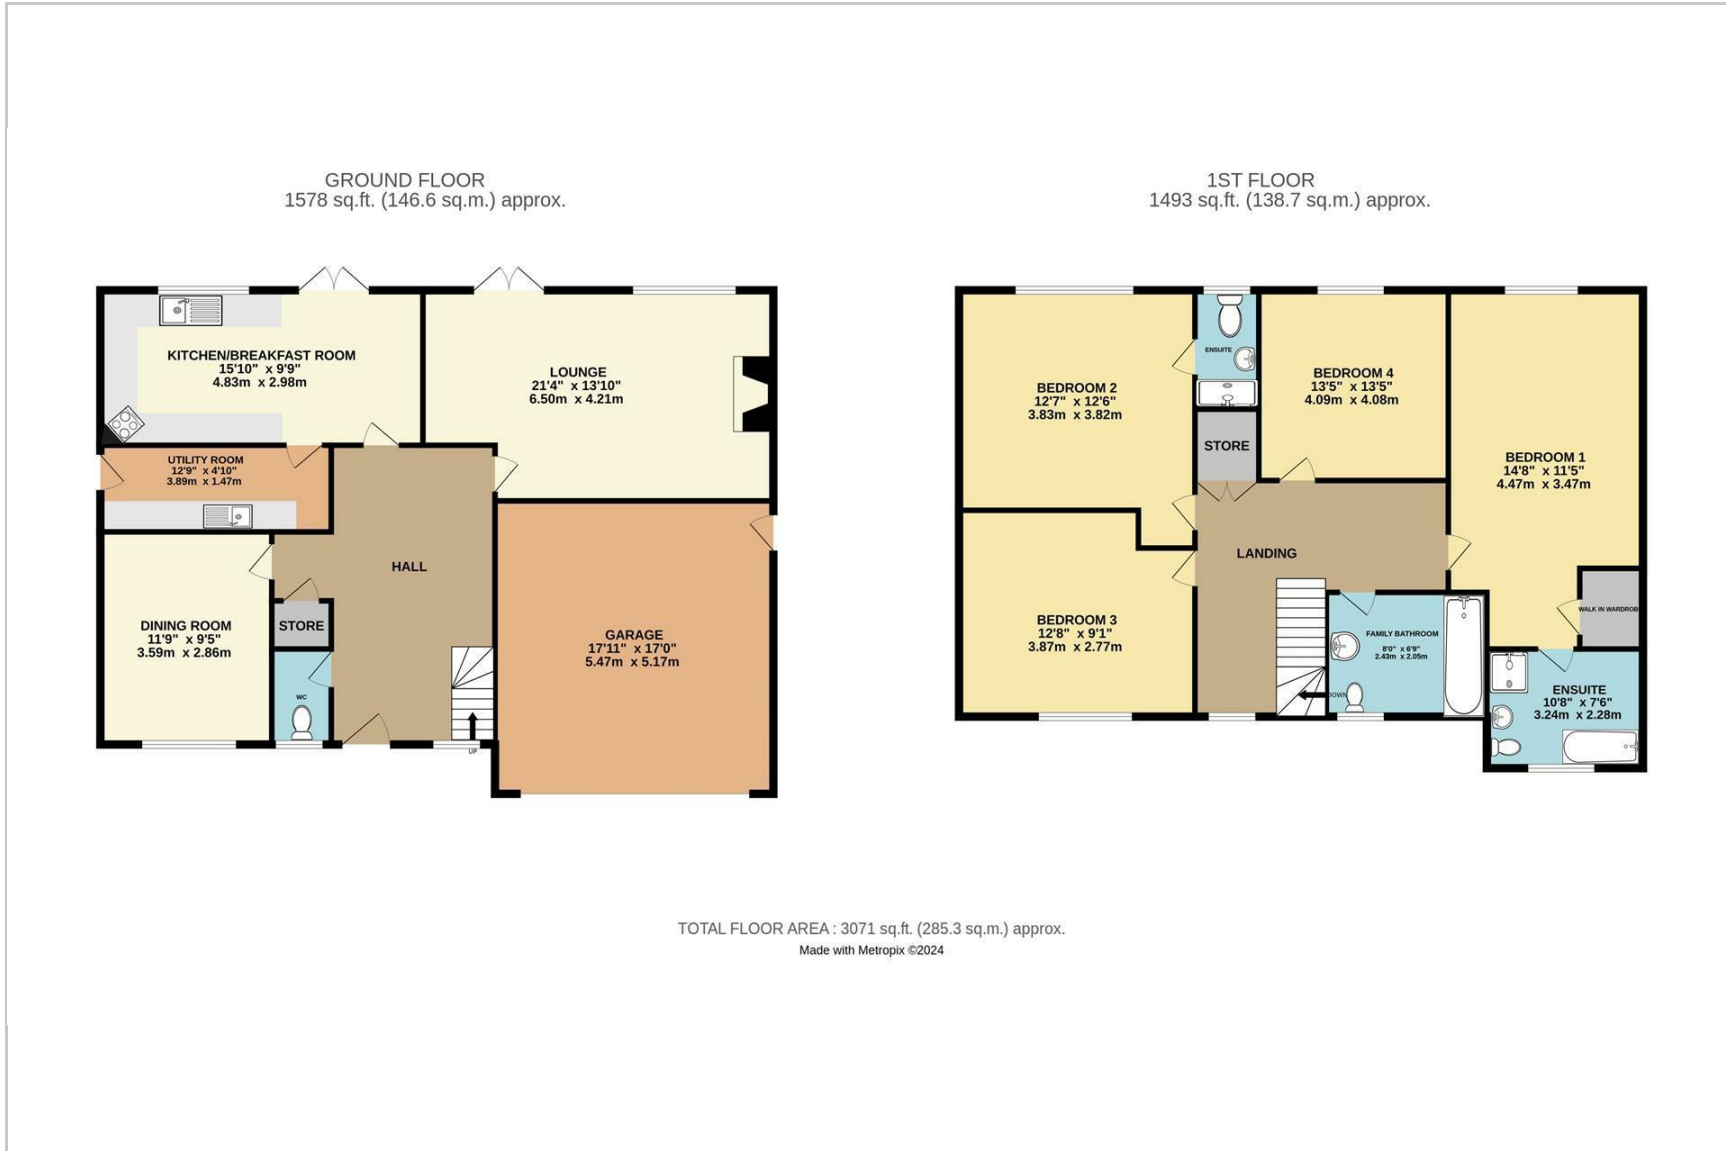 GROUND FLOOR
1578 sq.ft. (146.6 sq.m.) approx.
KITCHEN/BREAKFAST ROOM
15'10" x 9'9"
4.83m x 2.98m
LOUNGE
21'4" x 13'10"
6.50m x 4.21m
UTILITY ROOM
12'9" x 4'10"
3.89m x 1.47m
HALL
DINING ROOM
11'9" x 9'5"
3.59m x 2.86m
STORE
WC
UP
GARAGE
17'11" x 17'0"
5.47m x 5.17m
1ST FLOOR
1493 sq.ft. (138.7 sq.m.) approx.
BEDROOM 2
12'7" x 12'6"
3.83m x 3.82m
ENSUITE
STORE
BEDROOM 4
13'5" x 13'5"
4.09m x 4.08m
BEDROOM 1
14'8" x 11'5"
4.47m x 3.47m
LANDING
BEDROOM 3
12'8" x 9'1"
3.87m x 2.77m
DOWN
FAMILY BATHROOM
8'0" x 6'9"
2.43m x 2.05m
WALK IN WARDROB
ENSUITE
10'8" x 7'6"
3.24m x 2.28m
TOTAL FLOOR AREA : 3071 sq.ft. (285.3 sq.m.) approx.
Made with Metropix ©2024